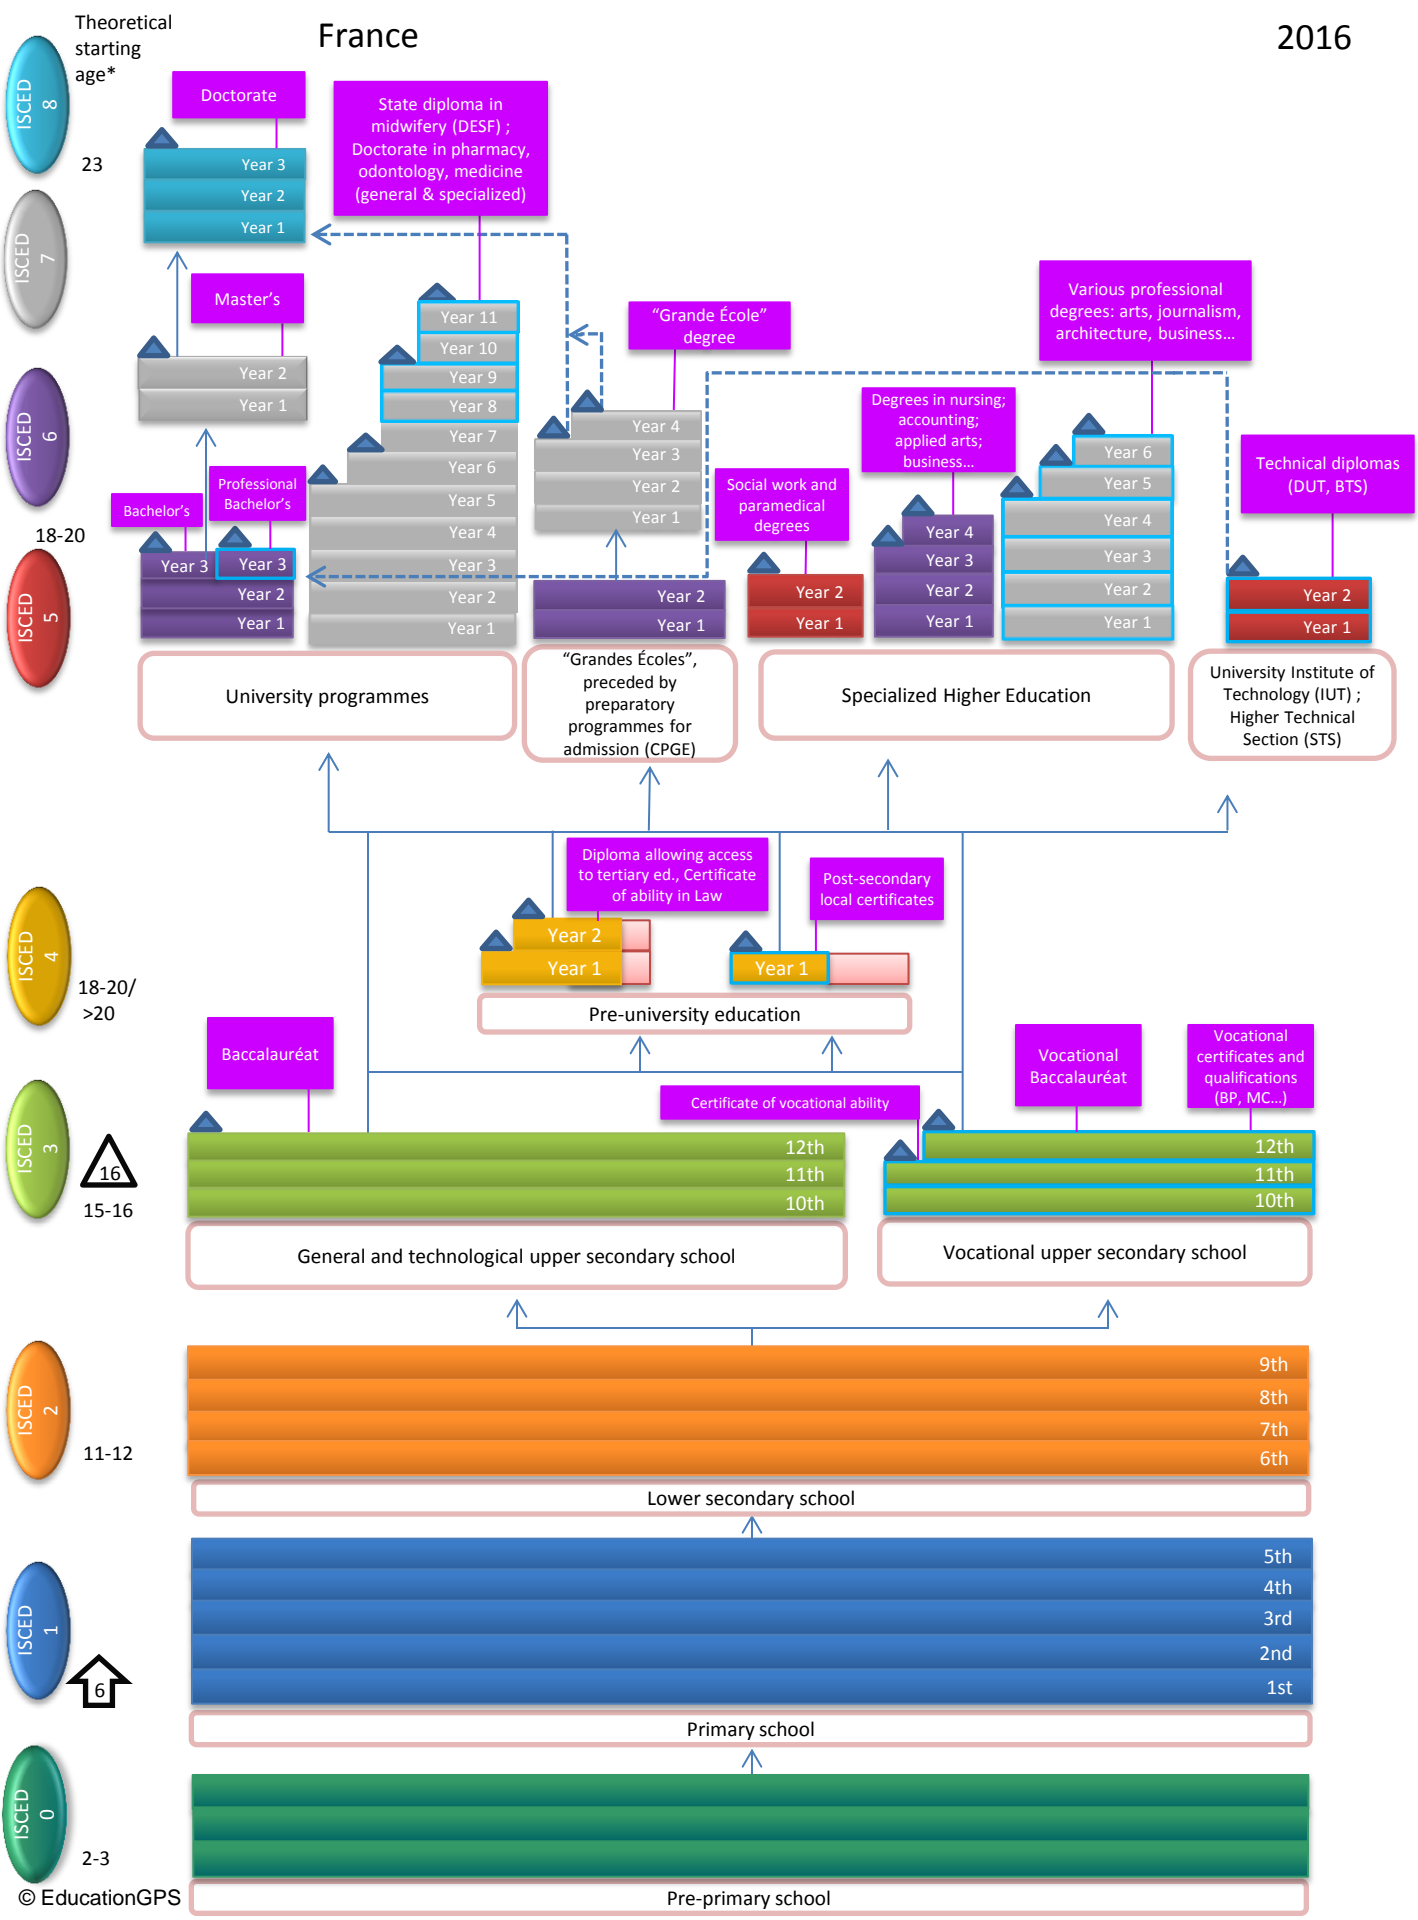 Theoretical
starting
age*
France
2016
ISCED
8
23
Doctorate
Year 3
Year 2
Year 1
State diploma in
midwifery (DESF) ;
Doctorate in pharmacy,
odontology, medicine
(general & specialized)
ISCED
7
Master's
Year 2
Year 1
Year 11
Year 10
Year 9
Year 8
Year 7
Year 6
Year 5
Year 4
Year 3
Year 2
Year 1
"Grande École"
degree
Year 4
Year 3
Year 2
Year 1
Various professional
degrees: arts, journalism,
architecture, business…
Degrees in nursing;
accounting;
applied arts;
business…
Year 6
Year 5
Year 4
Year 3
Year 2
Year 1
Technical diplomas
(DUT, BTS)
ISCED
6
18-20
Bachelor's
Professional
Bachelor's
Year 3
Year 3
Year 2
Year 1
Social work and
paramedical
degrees
Year 4
Year 3
Year 2
Year 1
ISCED
5
Year 2
Year 1
Year 2
Year 1
Year 2
Year 1
University programmes
"Grandes Écoles",
preceded by
preparatory
programmes for
admission (CPGE)
Specialized Higher Education
University Institute of
Technology (IUT) ;
Higher Technical
Section (STS)
ISCED
4
18-20/
>20
Diploma allowing access
to tertiary ed., Certificate
of ability in Law
Post-secondary
local certificates
Year 2
Year 1
Year 1
Pre-university education
ISCED
3
16
15-16
Baccalauréat
Certificate of vocational ability
Vocational
Baccalauréat
Vocational
certificates and
qualifications
(BP, MC…)
12th
11th
10th
12th
11th
10th
General and technological upper secondary school
Vocational upper secondary school
ISCED
2
11-12
9th
8th
7th
6th
Lower secondary school
ISCED
1
6
5th
4th
3rd
2nd
1st
Primary school
ISCED
0
2-3
© EducationGPS
Pre-primary school